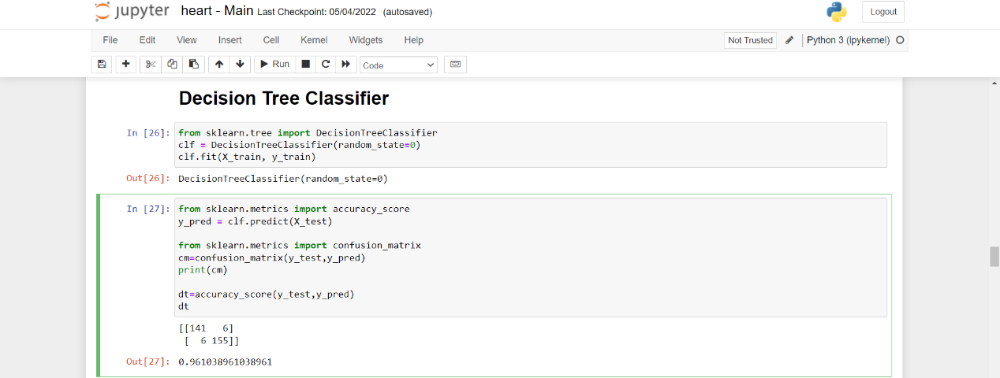 jupyter heart - Main Last Checkpoint: 05/04/2022 (autosaved)
Logout
File Edit View Insert Cell Kernel Widgets Help
Not Trusted Python 3 (ipykernel)
Run Code
Decision Tree Classifier
In [26]: from sklearn.tree import DecisionTreeClassifier
clf = DecisionTreeClassifier(random_state=0)
clf.fit(X_train, y_train)
Out[26]: DecisionTreeClassifier(random_state=0)
In [27]: from sklearn.metrics import accuracy_score
y_pred = clf.predict(X_test)
from sklearn.metrics import confusion_matrix
cm=confusion_matrix(y_test,y_pred)
print(cm)
dt=accuracy_score(y_test,y_pred)
dt
[[141   6]
 [  6 155]]
Out[27]: 0.961038961038961